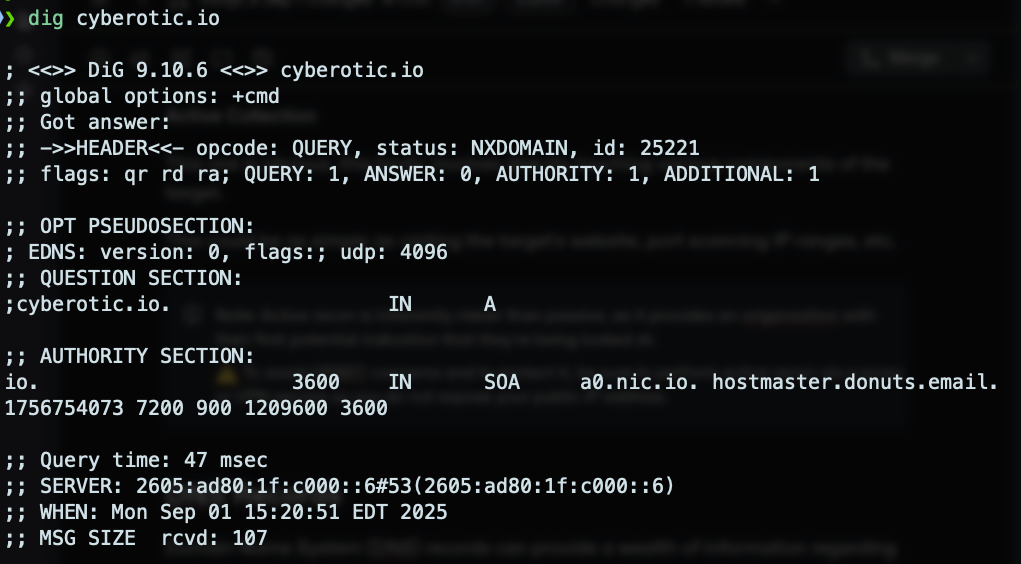 ❯ dig cyberotic.io
; <<>> DiG 9.10.6 <<>> cyberotic.io
;; global options: +cmd
;; Got answer:
;; ->>HEADER<<- opcode: QUERY, status: NXDOMAIN, id: 25221
;; flags: qr rd ra; QUERY: 1, ANSWER: 0, AUTHORITY: 1, ADDITIONAL: 1
;; OPT PSEUDOSECTION:
; EDNS: version: 0, flags:; udp: 4096
;; QUESTION SECTION:
;cyberotic.io. IN A
;; AUTHORITY SECTION:
io. 3600 IN SOA a0.nic.io. hostmaster.donuts.email.
1756754073 7200 900 1209600 3600
;; Query time: 47 msec
;; SERVER: 2605:ad80:1f:c000::6#53(2605:ad80:1f:c000::6)
;; WHEN: Mon Sep 01 15:20:51 EDT 2025
;; MSG SIZE rcvd: 107